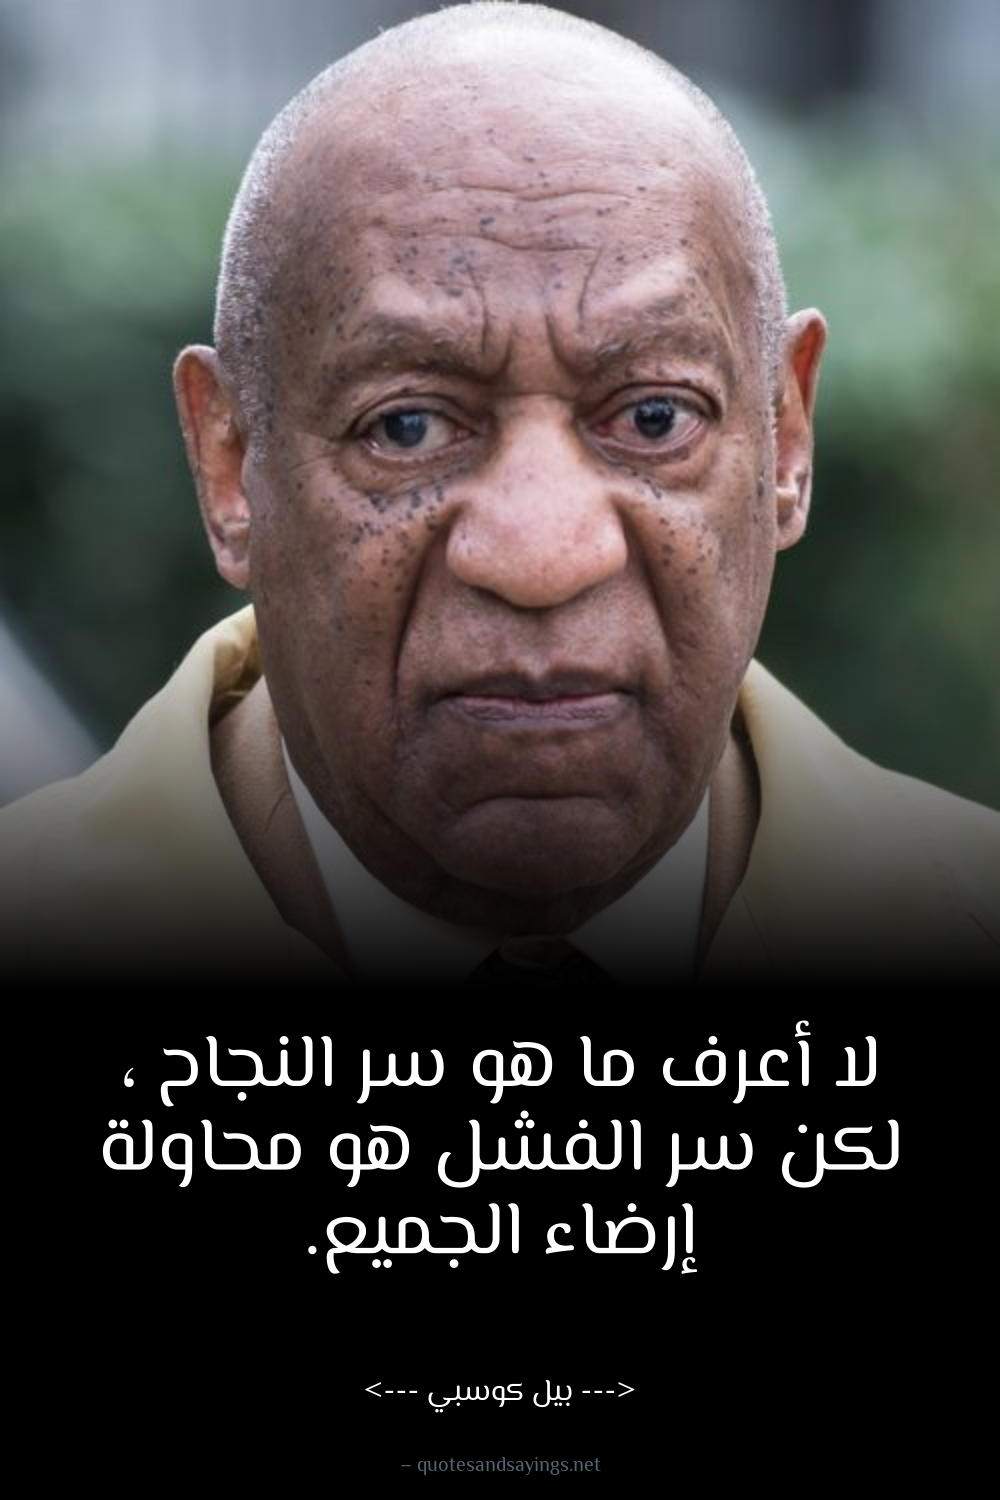 لا أعرف ما هو سر النجاح ،
لكن سر الفشل هو محاولة
إرضاء الجميع.
<--- بيل كوسبي --->
– quotesandsayings.net